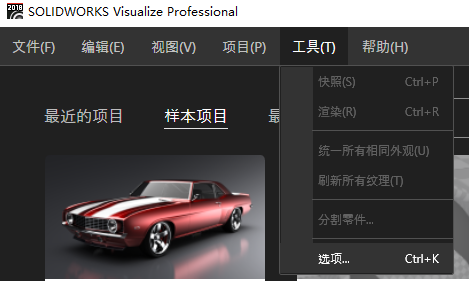 2018
SOLIDWORKS Visualize Professional
文件(F) 编辑(E) 视图(V) 项目(P) 工具(T) 帮助(H)
快照(S) Ctrl+P
渲染(R) Ctrl+R
最近的项目 样本项目
统一所有相同外观(U)
刷新所有纹理(T)
分割零件...
选项... Ctrl+K